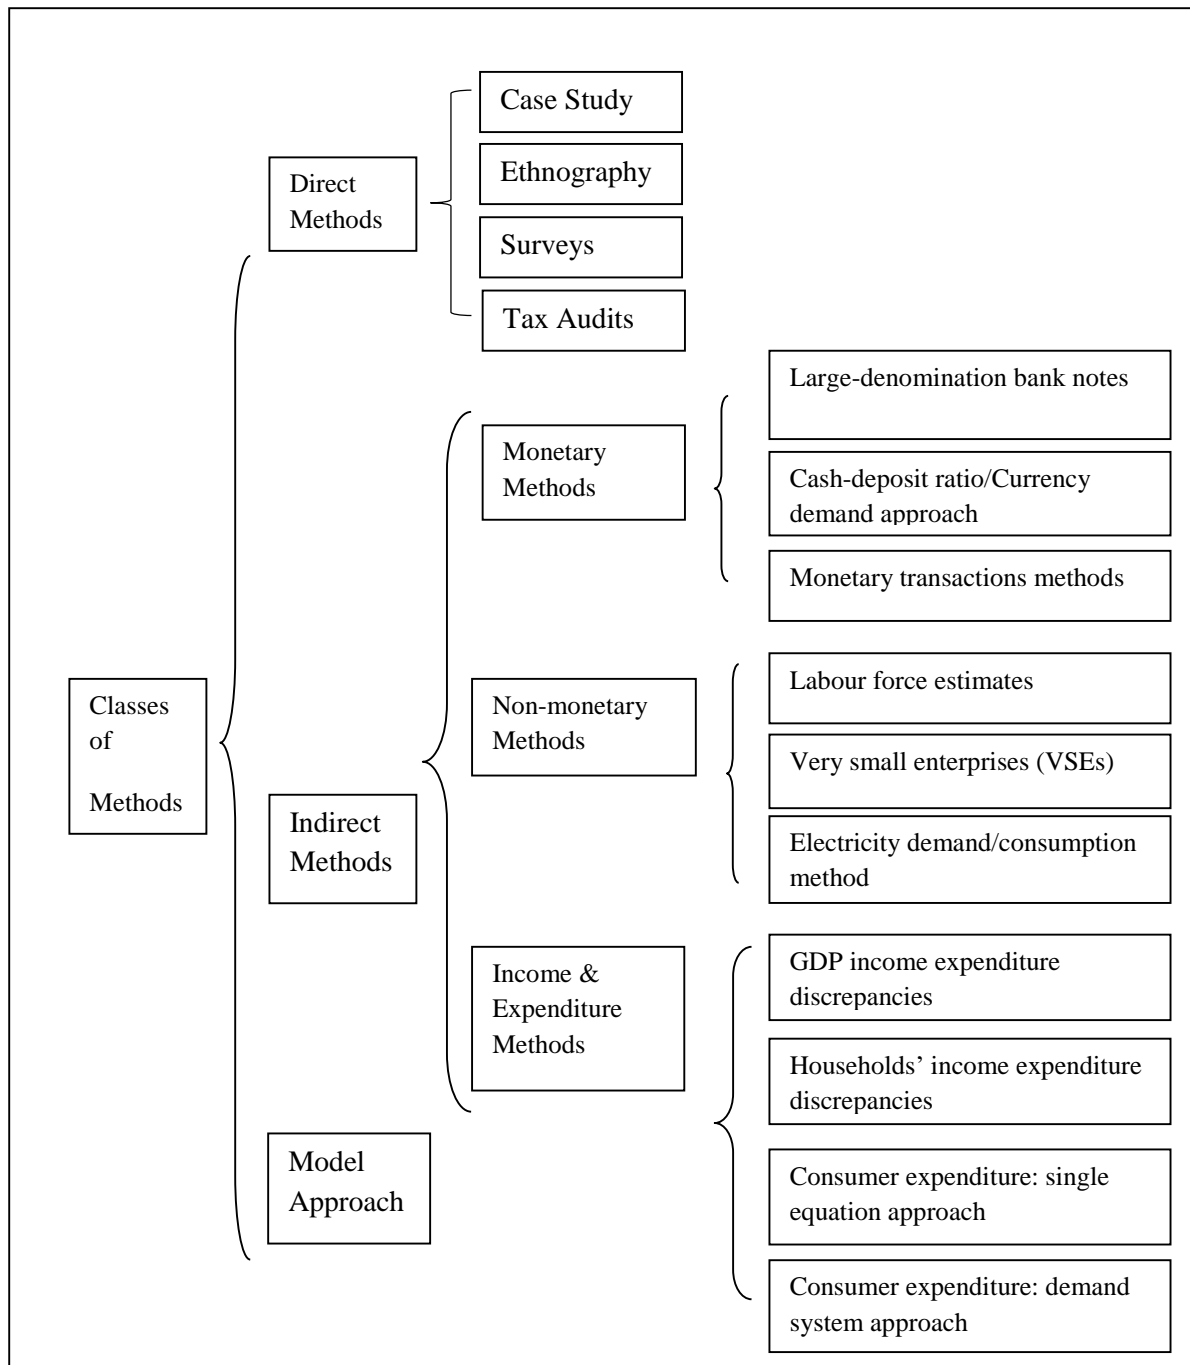 Classes
of
Methods
Direct
Methods
Case Study
Ethnography
Surveys
Tax Audits
Indirect
Methods
Monetary
Methods
Large-denomination bank notes
Cash-deposit ratio/Currency
demand approach
Monetary transactions methods
Non-monetary
Methods
Labour force estimates
Very small enterprises (VSEs)
Electricity demand/consumption
method
Income &
Expenditure
Methods
GDP income expenditure
discrepancies
Households’ income expenditure
discrepancies
Consumer expenditure: single
equation approach
Consumer expenditure: demand
system approach
Model
Approach